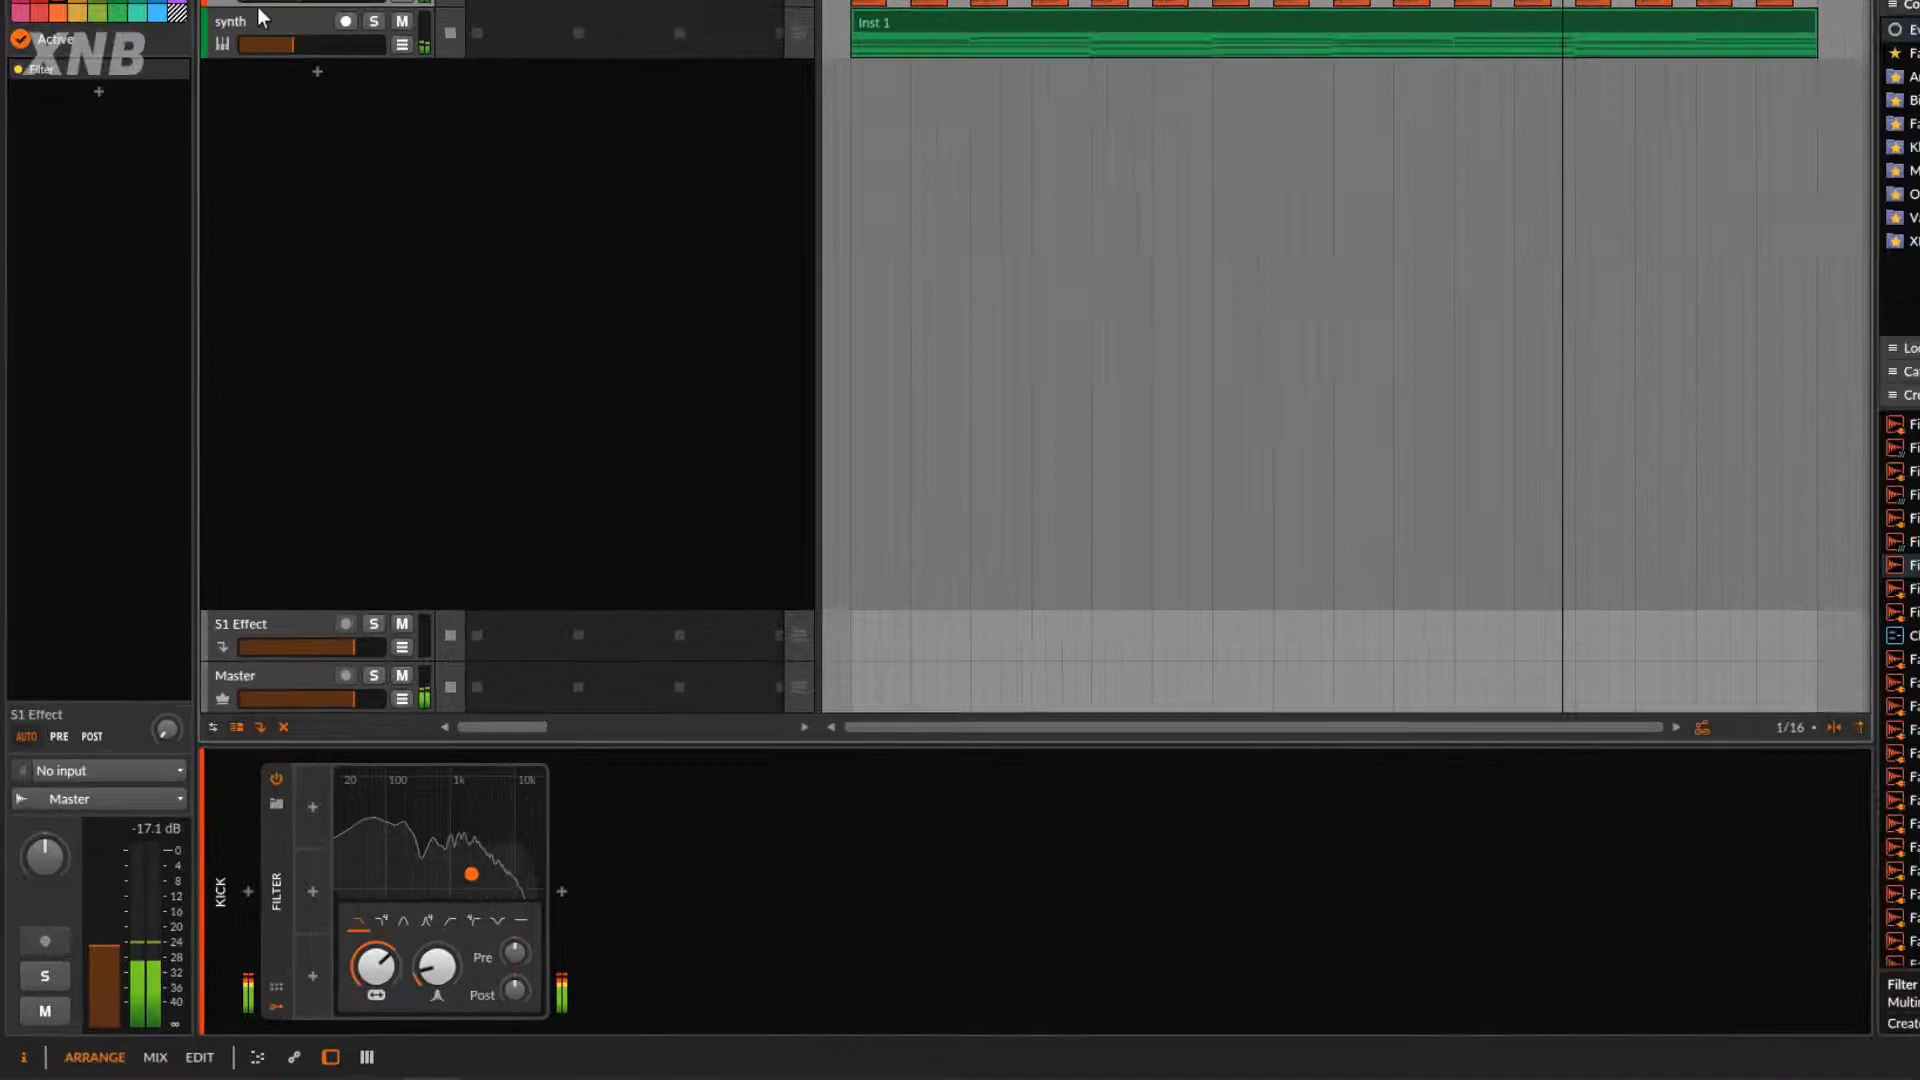 synth
S
M
Inst 1
Active
XNB
Filter
S1 Effect
S
M
Master
S
M
S1 Effect
AUTO PRE POST
1/16
No input
Master
-17.1 dB
0
4
8
12
16
20
24
28
32
36
40
∞
S
M
KICK
FILTER
20 100 1k 10k
Pre
Post
Filter
ARRANGE MIX EDIT